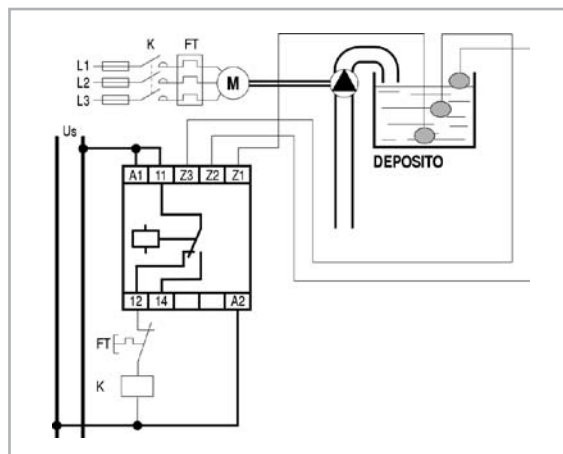 K FT
L1
L2
L3
M
Us
DEPOSITO
A1 11 Z3 Z2 Z1
12 14 A2
FT
K